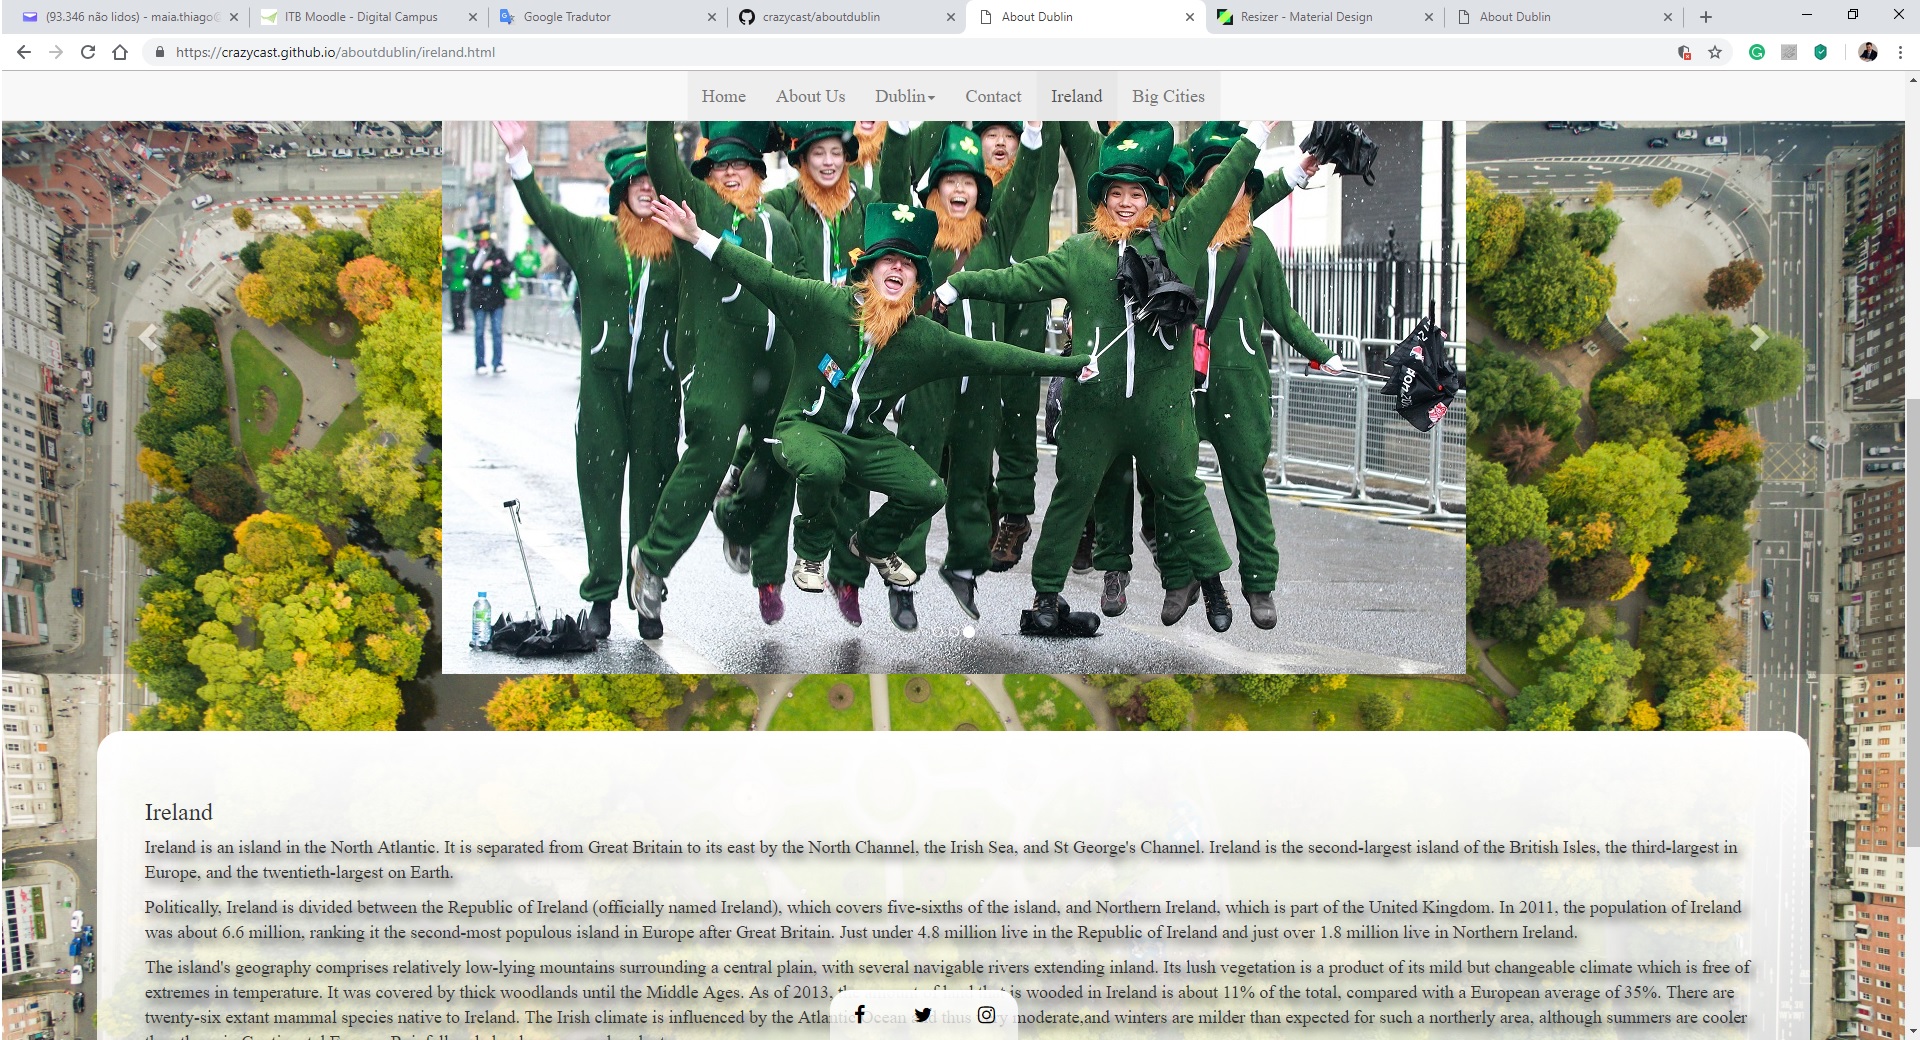 (93.346 não lidos) - maia.thiago@
ITB Moodle - Digital Campus
Google Tradutor
crazycast/aboutdublin
About Dublin
Resizer - Material Design
About Dublin
https://crazycast.github.io/aboutdublin/ireland.html
Home About Us Dublin Contact Ireland Big Cities
Ireland
Ireland is an island in the North Atlantic. It is separated from Great Britain to its east by the North Channel, the Irish Sea, and St George's Channel. Ireland is the second-largest island of the British Isles, the third-largest in
Europe, and the twentieth-largest on Earth.
Politically, Ireland is divided between the Republic of Ireland (officially named Ireland), which covers five-sixths of the island, and Northern Ireland, which is part of the United Kingdom. In 2011, the population of Ireland
was about 6.6 million, ranking it the second-most populous island in Europe after Great Britain. Just under 4.8 million live in the Republic of Ireland and just over 1.8 million live in Northern Ireland.
The island's geography comprises relatively low-lying mountains surrounding a central plain, with several navigable rivers extending inland. Its lush vegetation is a product of its mild but changeable climate which is free of
extremes in temperature. It was covered by thick woodlands until the Middle Ages. As of 2013, is wooded in Ireland is about 11% of the total, compared with a European average of 35%. There are
twenty-six extant mammal species native to Ireland. The Irish climate is influenced by the Atlantic Ocean thus moderate,and winters are milder than expected for such a northerly area, although summers are cooler